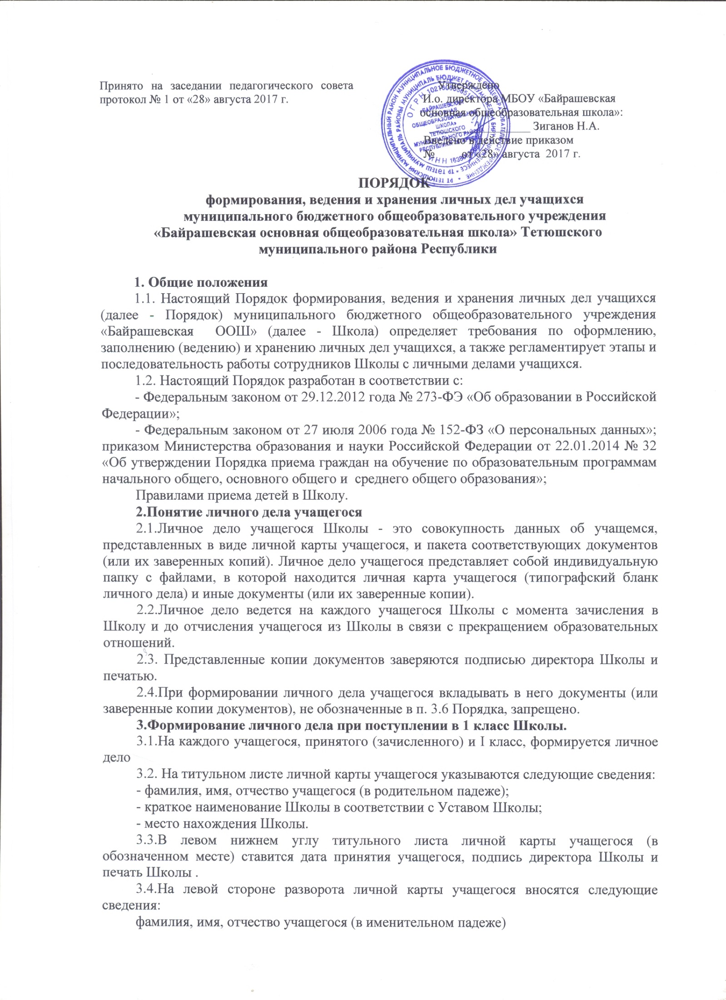 Принято на заседании педагогического совета
протокол № 1 от «28» августа 2017 г.
Утверждено
И.о. директора МБОУ «Байрашевская
основная общеобразовательная школа»:
Зиганов Н.А.
Введено в действие приказом
№ от «28» августа 2017 г.
«БАЙРАШЕВСКАЯ
ОСНОВНАЯ
ОБЩЕОБРАЗОВАТЕЛЬНАЯ
ШКОЛА»
ТЕТЮШСКОГО
МУНИЦИПАЛЬНОГО РАЙОНА
РЕСПУБЛИКИ
ОГРН
ИНН
ПОРЯДОК
формирования, ведения и хранения личных дел учащихся
муниципального бюджетного общеобразовательного учреждения
«Байрашевская основная общеобразовательная школа» Тетюшского
муниципального района Республики
1. Общие положения
1.1. Настоящий Порядок формирования, ведения и хранения личных дел учащихся
(далее - Порядок) муниципального бюджетного общеобразовательного учреждения
«Байрашевская ООШ» (далее - Школа) определяет требования по оформлению,
заполнению (ведению) и хранению личных дел учащихся, а также регламентирует этапы и
последовательность работы сотрудников Школы с личными делами учащихся.
1.2. Настоящий Порядок разработан в соответствии с:
- Федеральным законом от 29.12.2012 года № 273-ФЭ «Об образовании в Российской
Федерации»;
- Федеральным законом от 27 июля 2006 года № 152-ФЗ «О персональных данных»;
приказом Министерства образования и науки Российской Федерации от 22.01.2014 № 32
«Об утверждении Порядка приема граждан на обучение по образовательным программам
начального общего, основного общего и среднего общего образования»;
Правилами приема детей в Школу.
2.Понятие личного дела учащегося
2.1.Личное дело учащегося Школы - это совокупность данных об учащемся,
представленных в виде личной карты учащегося, и пакета соответствующих документов
(или их заверенных копий). Личное дело учащегося представляет собой индивидуальную
папку с файлами, в которой находится личная карта учащегося (типографский бланк
личного дела) и иные документы (или их заверенные копии).
2.2.Личное дело ведется на каждого учащегося Школы с момента зачисления в
Школу и до отчисления учащегося из Школы в связи с прекращением образовательных
отношений.
2.3. Представленные копии документов заверяются подписью директора Школы и
печатью.
2.4.При формировании личного дела учащегося вкладывать в него документы (или
заверенные копии документов), не обозначенные в п. 3.6 Порядка, запрещено.
3.Формирование личного дела при поступлении в 1 класс Школы.
3.1.На каждого учащегося, принятого (зачисленного) и I класс, формируется личное
дело
3.2. На титульном листе личной карты учащегося указываются следующие сведения:
- фамилия, имя, отчество учащегося (в родительном падеже);
- краткое наименование Школы в соответствии с Уставом Школы;
- место нахождения Школы.
3.3.В левом нижнем углу титульного листа личной карты учащегося (в
обозначенном месте) ставится дата принятия учащегося, подпись директора Школы и
печать Школы .
3.4.На левой стороне разворота личной карты учащегося вносятся следующие
сведения:
фамилия, имя, отчество учащегося (в именительном падеже)